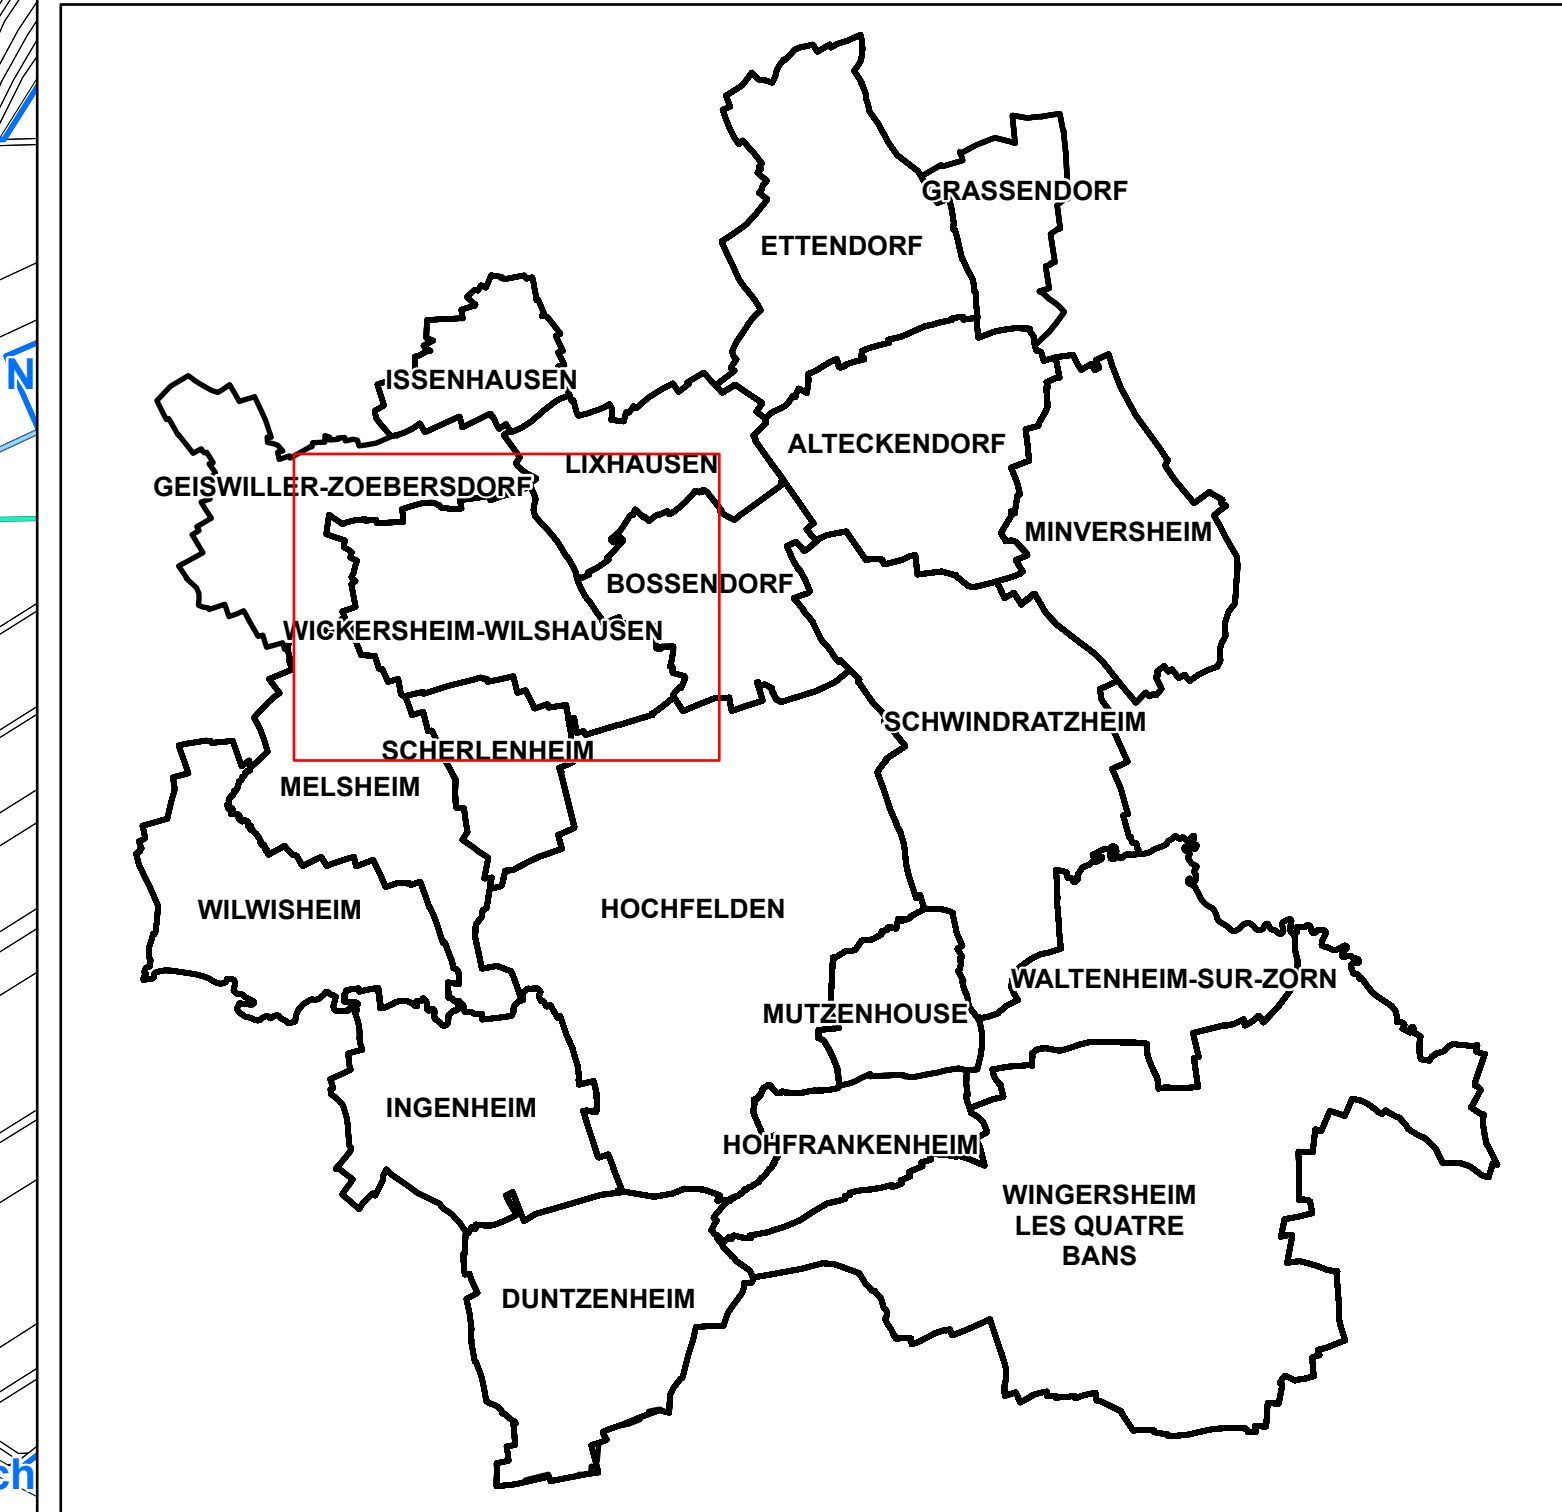 GRASSENDORF
ETTENDORF
N
ISSENHAUSEN
ALTECKENDORF
LIXHAUSEN
GEISWILLER-ZOEBERSDORF
MINVERSHEIM
BOSSENDORF
WICKERSHEIM-WILSHAUSEN
SCHWINDRATZHEIM
SCHERLENHEIM
MELSHEIM
WILWISHEIM
HOCHFELDEN
WALTENHEIM-SUR-ZORN
MUTZENHOUSE
INGENHEIM
HOHFRANKENHEIM
WINGERSHEIM
LES QUATRE
BANS
DUNTZENHEIM
ch